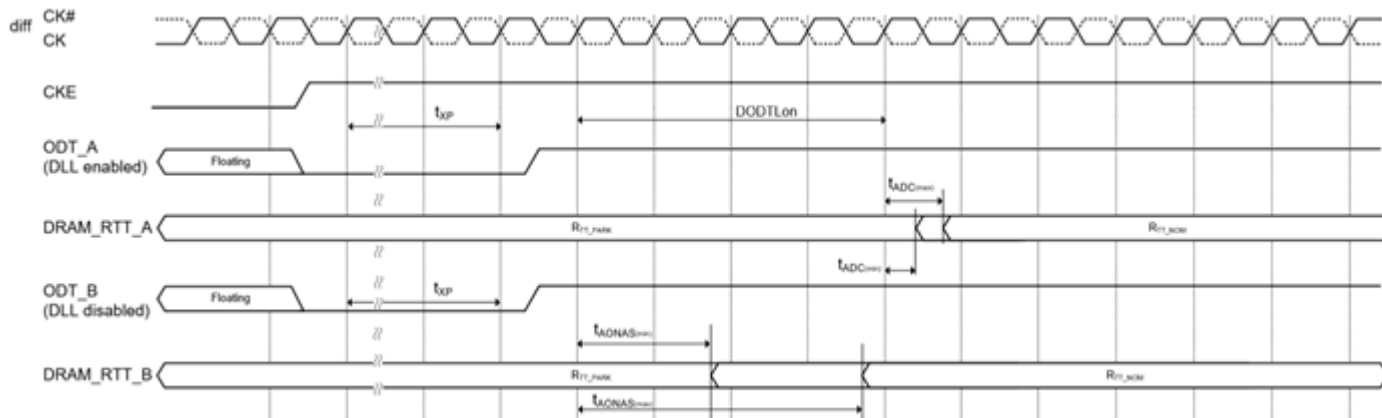 diff
CK#
CK
CKE
tXP
DODTLon
ODT_A
(DLL enabled)
Floating
tADC(max)
DRAM_RTT_A
RTT_PARK
RTT_NOM
tADC(min)
ODT_B
(DLL disabled)
Floating
tXP
tAONAS(min)
DRAM_RTT_B
RTT_PARK
RTT_NOM
tAONAS(max)